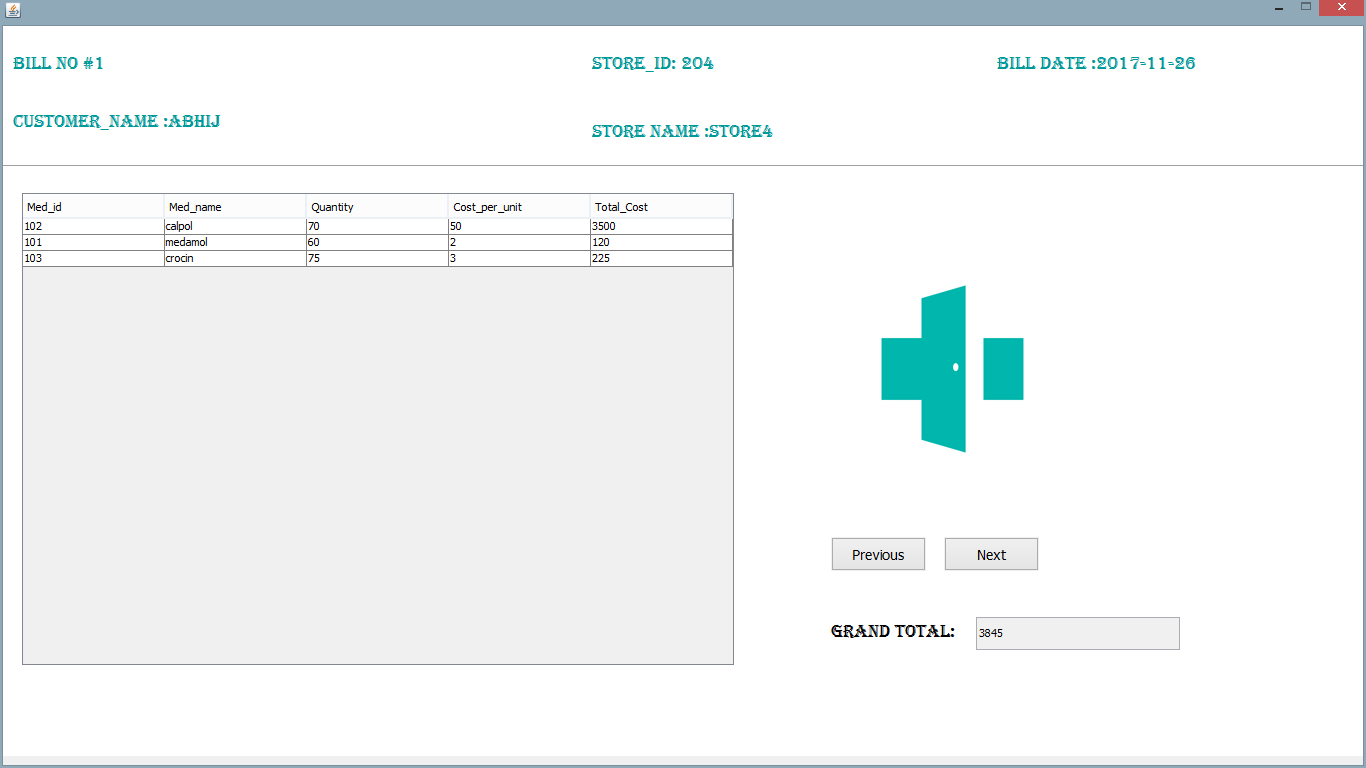 BILL NO #1 STORE_ID: 204 BILL DATE :2017-11-26
CUSTOMER_NAME :ABHIJ
STORE NAME :STORE4
Med_id Med_name Quantity Cost_per_unit Total_Cost
102 calpol 70 50 3500
101 medamol 60 2 120
103 crocin 75 3 225
Previous Next
GRAND TOTAL: 3845